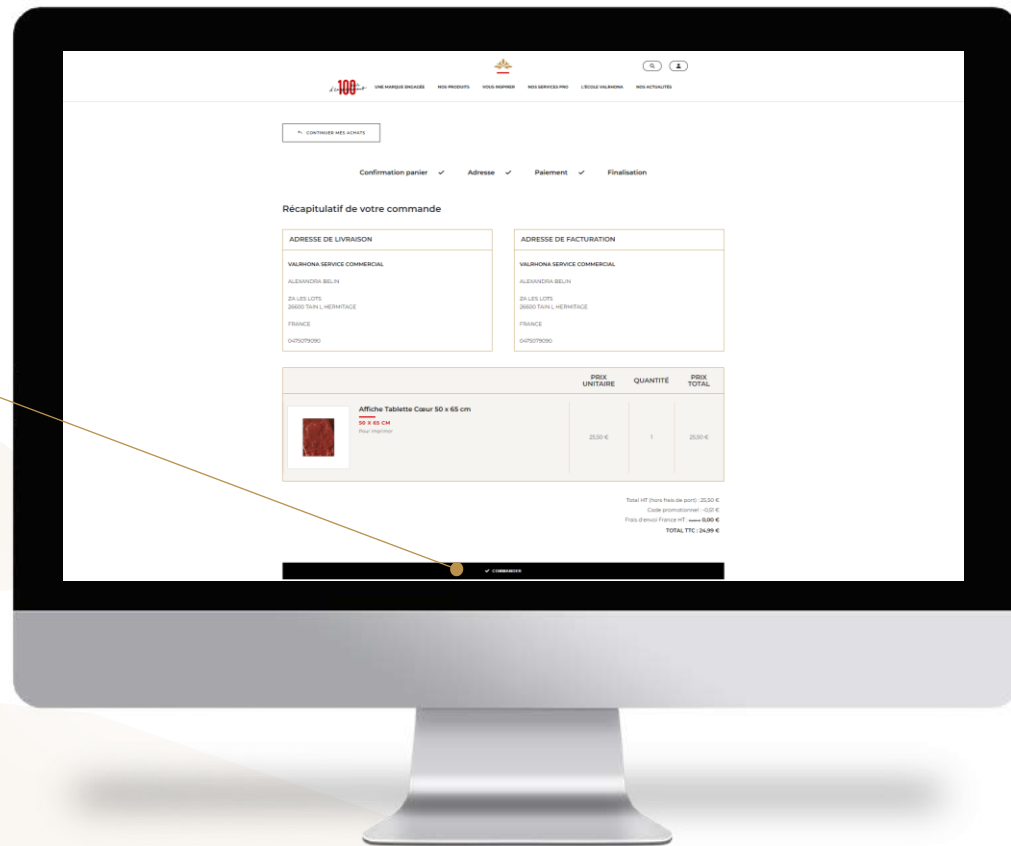 100
UNE MARQUE ENGAGÉE NOS PRODUITS VOUS INSPIRER NOS SERVICES PRO L'ÉCOLE VALRHONA NOS ACTUALITÉS
CONTINUER MES ACHATS
Confirmation panier Adresse Paiement Finalisation
Récapitulatif de votre commande
ADRESSE DE LIVRAISON
VALRHONA SERVICE COMMERCIAL
ALEXANDRA BELIN
ZA LES LOTS
26600 TAIN L HERMITAGE
FRANCE
0475079090
ADRESSE DE FACTURATION
VALRHONA SERVICE COMMERCIAL
ALEXANDRA BELIN
ZA LES LOTS
26600 TAIN L HERMITAGE
FRANCE
0475079090
PRIX UNITAIRE QUANTITÉ PRIX TOTAL
Affiche Tablette Cœur 50 x 65 cm
50 X 65 CM
Pour imprimer
25,50 € 1 25,50 €
Total HT (hors frais de port) : 25,50 €
Code promotionnel : -0,51 €
Frais d'envoi France HT : 0,00 €
TOTAL TTC : 24,99 €
COMMANDER